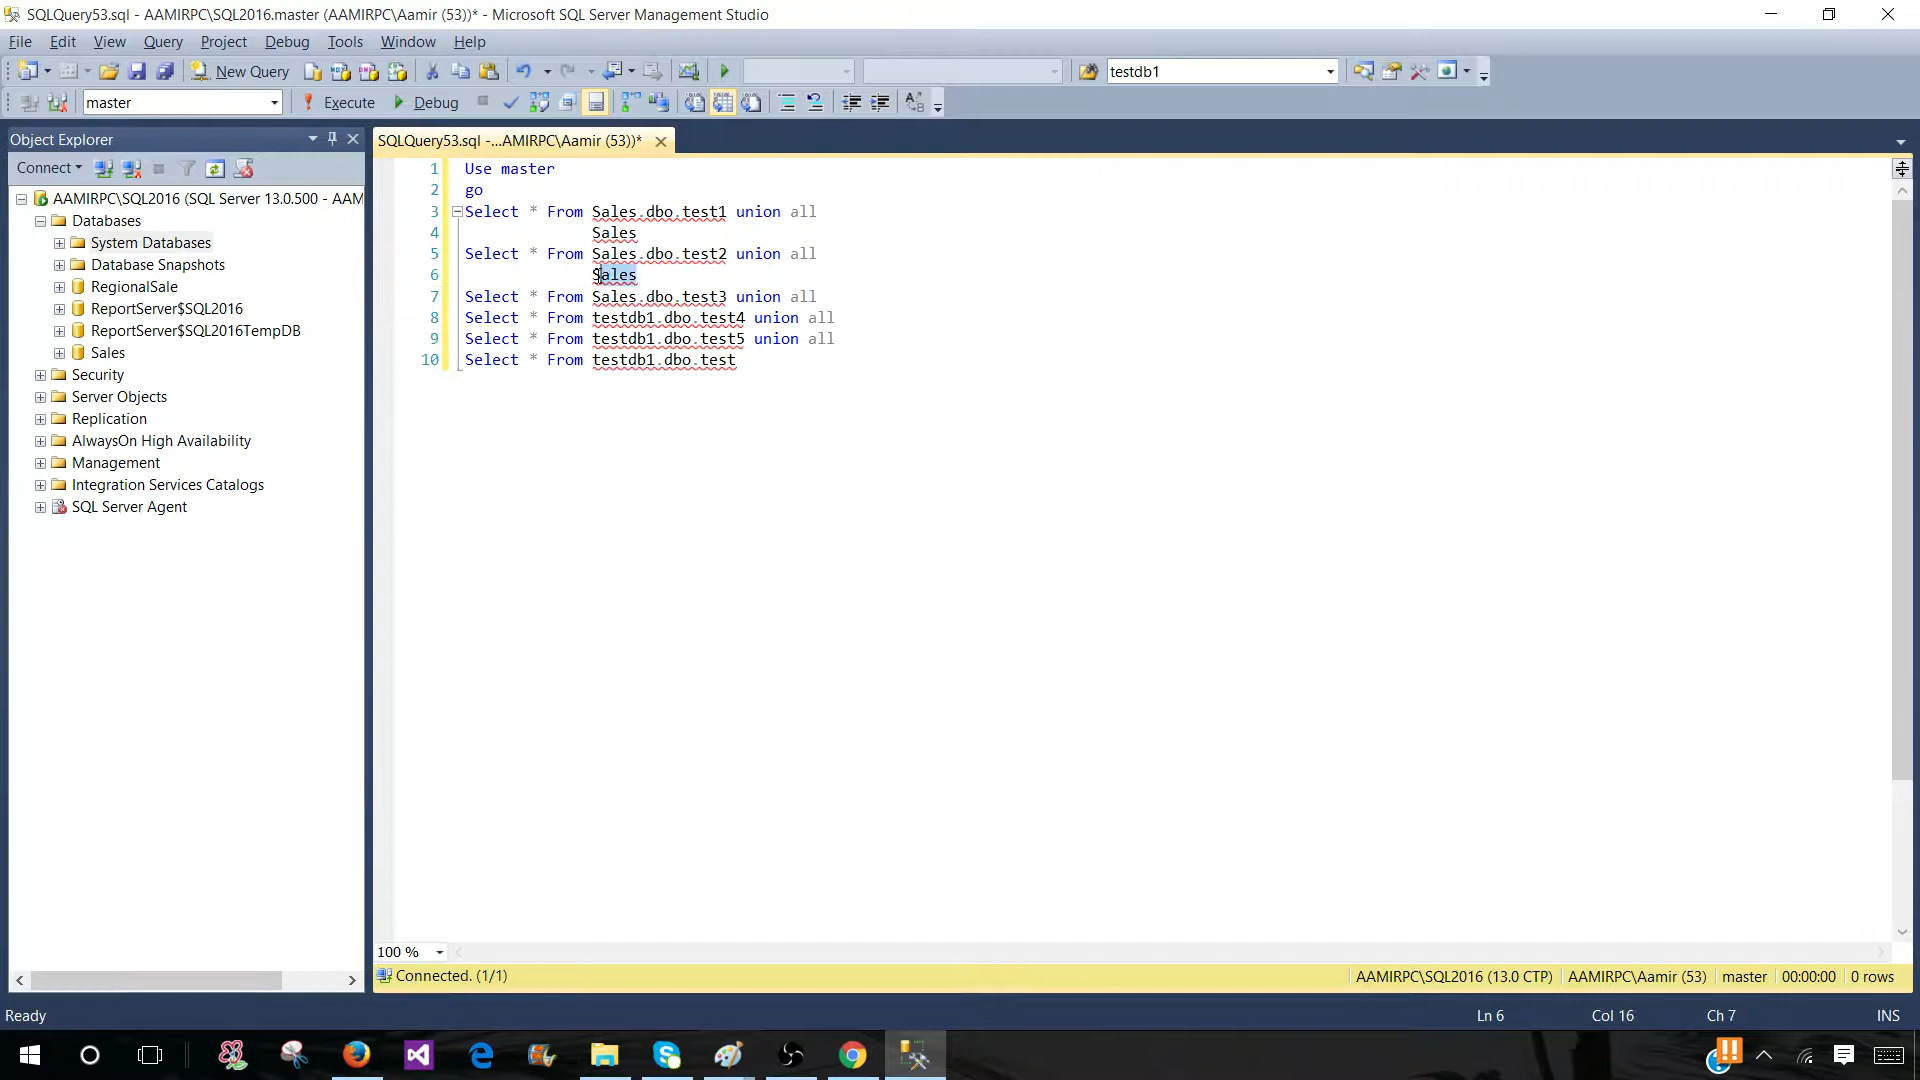 SQLQuery53.sql - AAMIRPC\SQL2016.master (AAMIRPC\Aamir (53))* - Microsoft SQL Server Management Studio
File Edit View Query Project Debug Tools Window Help
New Query testdb1
master Execute Debug
Object Explorer
SQLQuery53.sql -...AMIRPC\Aamir (53))*
Connect
AAMIRPC\SQL2016 (SQL Server 13.0.500 - AAM
Databases
System Databases
Database Snapshots
RegionalSale
ReportServer$SQL2016
ReportServer$SQL2016TempDB
Sales
Security
Server Objects
Replication
AlwaysOn High Availability
Management
Integration Services Catalogs
SQL Server Agent
1 Use master
2 go
3 Select * From Sales.dbo.test1 union all
4 Sales
5 Select * From Sales.dbo.test2 union all
6 Sales
7 Select * From Sales.dbo.test3 union all
8 Select * From testdb1.dbo.test4 union all
9 Select * From testdb1.dbo.test5 union all
10 Select * From testdb1.dbo.test
100 %
Connected. (1/1) AAMIRPC\SQL2016 (13.0 CTP) AAMIRPC\Aamir (53) master 00:00:00 0 rows
Ready Ln 6 Col 16 Ch 7 INS